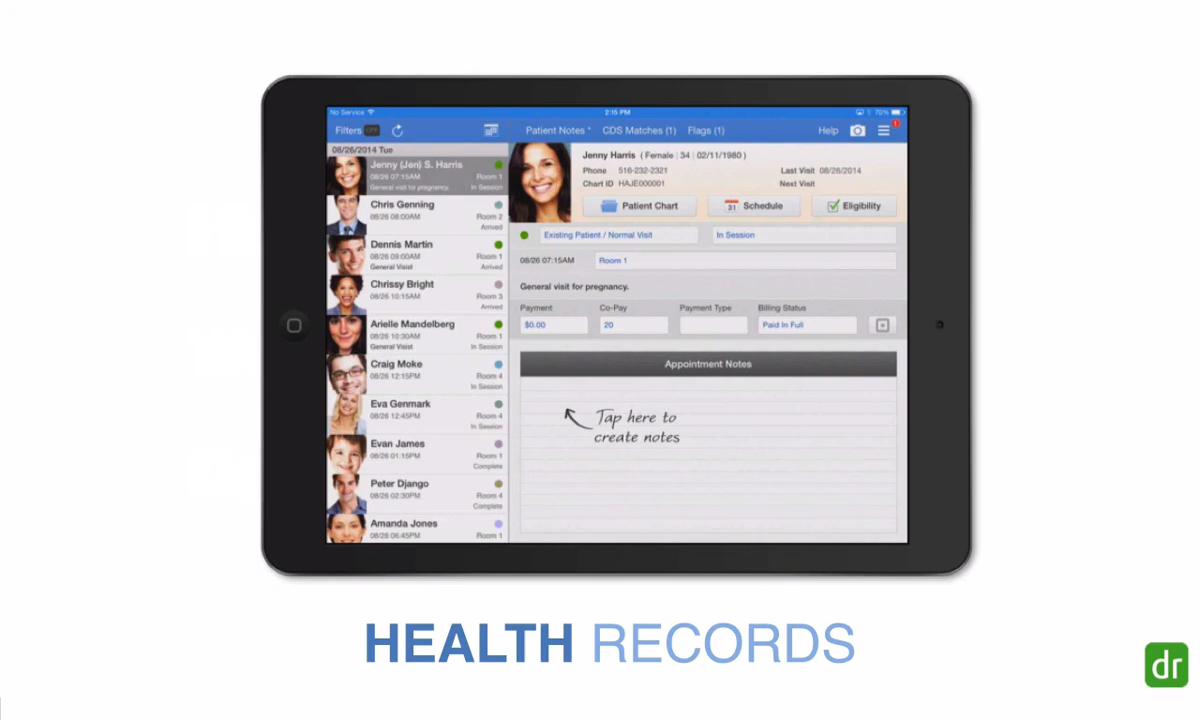 No Service
2:15 PM
70%
Filters OFF
Patient Notes *
CDS Matches (1)
Flags (1)
Help
1
08/26/2014 Tue
Jenny (Jen) S. Harris
08/26 07:15AM
Room 1
General visit for pregnancy.
In Session
Chris Genning
08/26 08:00AM
Room 2
Arrived
Dennis Martin
08/26 09:00AM
Room 1
General Visist
Arrived
Chrissy Bright
08/26 10:15AM
Room 3
Arrived
Arielle Mandelberg
08/26 10:30AM
Room 1
General Visist
In Session
Craig Moke
08/26 12:15PM
Room 4
In Session
Eva Genmark
08/26 12:45PM
Room 4
In Session
Evan James
08/26 01:15PM
Room 1
Complete
Peter Django
08/26 02:30PM
Room 4
Complete
Amanda Jones
08/26 06:45PM
Room 1
Jenny Harris ( Female | 34 | 02/11/1980 )
Phone 516-232-2321
Last Visit 08/26/2014
Chart ID HAJE000001
Next Visit
Patient Chart
31 Schedule
Eligibility
Existing Patient / Normal Visit
In Session
08/26 07:15AM
Room 1
General visit for pregnancy.
Payment
Co-Pay
Payment Type
Billing Status
$0.00
20
Paid In Full
Appointment Notes
Tap here to
create notes
HEALTH RECORDS
dr